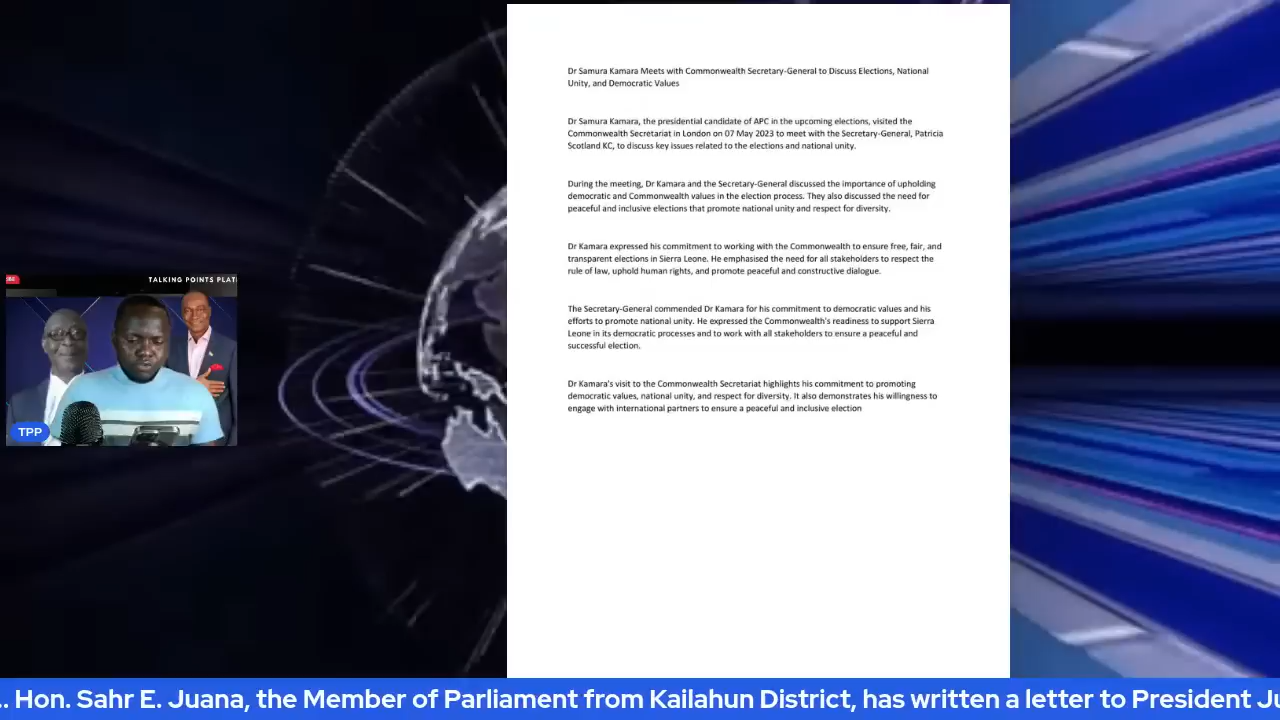 TALKING POINTS PLAT
TPP
Dr Samura Kamara Meets with Commonwealth Secretary-General to Discuss Elections, National
Unity, and Democratic Values
Dr Samura Kamara, the presidential candidate of APC in the upcoming elections, visited the
Commonwealth Secretariat in London on 07 May 2023 to meet with the Secretary-General, Patricia
Scotland KC, to discuss key issues related to the elections and national unity.
During the meeting, Dr Kamara and the Secretary-General discussed the importance of upholding
democratic and Commonwealth values in the election process. They also discussed the need for
peaceful and inclusive elections that promote national unity and respect for diversity.
Dr Kamara expressed his commitment to working with the Commonwealth to ensure free, fair, and
transparent elections in Sierra Leone. He emphasised the need for all stakeholders to respect the
rule of law, uphold human rights, and promote peaceful and constructive dialogue.
The Secretary-General commended Dr Kamara for his commitment to democratic values and his
efforts to promote national unity. He expressed the Commonwealth's readiness to support Sierra
Leone in its democratic processes and to work with all stakeholders to ensure a peaceful and
successful election.
Dr Kamara's visit to the Commonwealth Secretariat highlights his commitment to promoting
democratic values, national unity, and respect for diversity. It also demonstrates his willingness to
engage with international partners to ensure a peaceful and inclusive election
.. Hon. Sahr E. Juana, the Member of Parliament from Kailahun District, has written a letter to President Ju